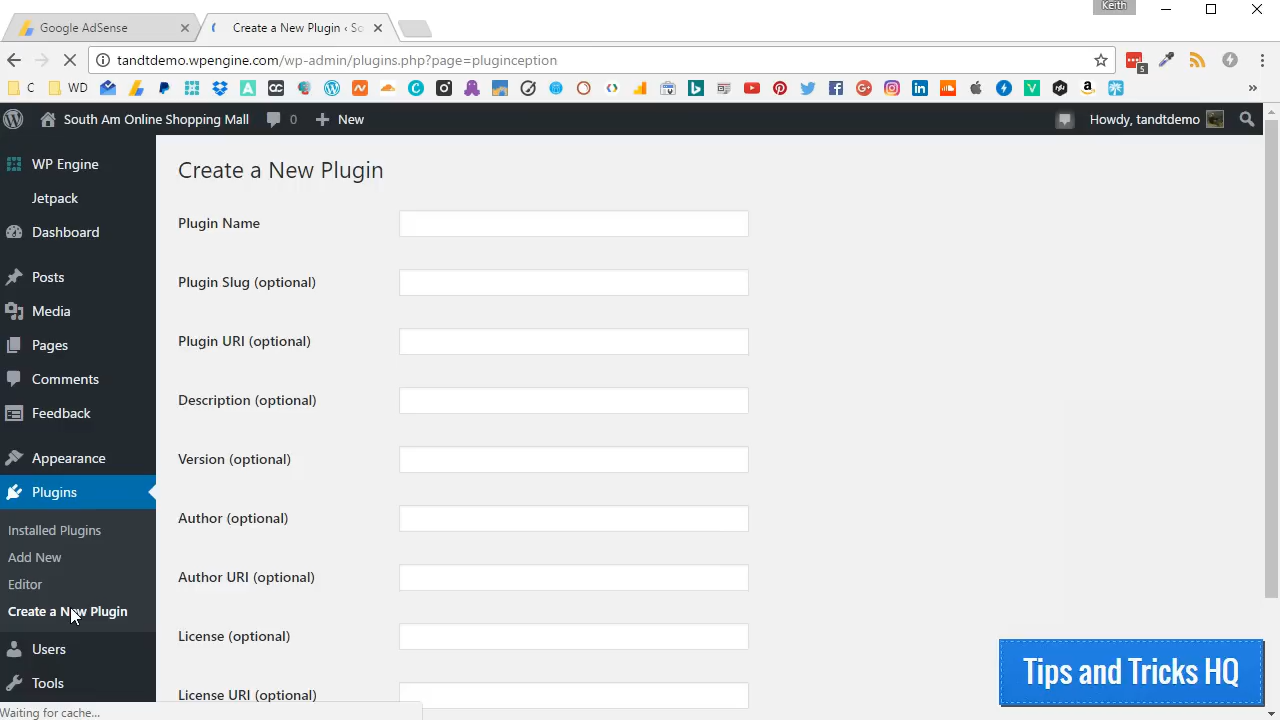 Keith
Google AdSense
Create a New Plugin ‹ So
tandtdemo.wpengine.com/wp-admin/plugins.php?page=pluginception
5
C
WD
South Am Online Shopping Mall
0
New
Howdy, tandtdemo
WP Engine
Jetpack
Dashboard
Posts
Media
Pages
Comments
Feedback
Appearance
Plugins
Installed Plugins
Add New
Editor
Create a New Plugin
Users
Tools
Create a New Plugin
Plugin Name
Plugin Slug (optional)
Plugin URI (optional)
Description (optional)
Version (optional)
Author (optional)
Author URI (optional)
License (optional)
License URI (optional)
Tips and Tricks HQ
Waiting for cache...